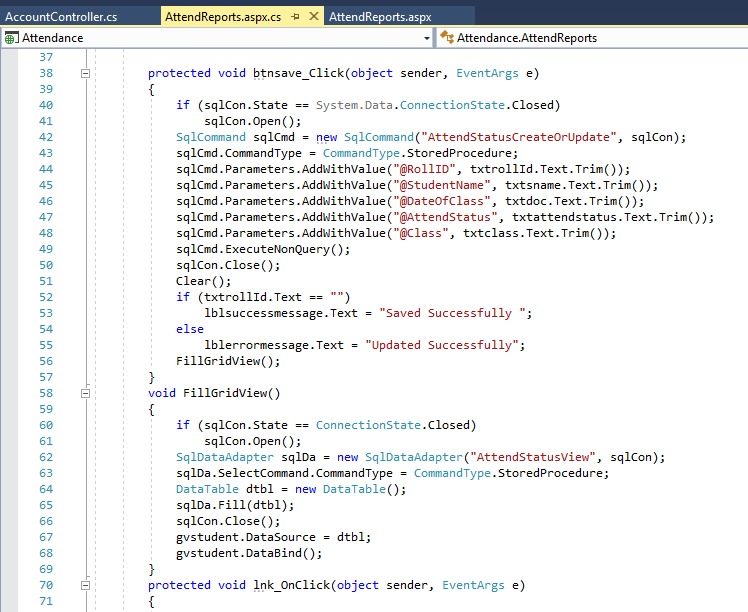 AccountController.cs AttendReports.aspx.cs AttendReports.aspx
Attendance Attendance.AttendReports
37
38 protected void btnsave_Click(object sender, EventArgs e)
39 {
40 if (sqlCon.State == System.Data.ConnectionState.Closed)
41 sqlCon.Open();
42 SqlCommand sqlCmd = new SqlCommand("AttendStatusCreateOrUpdate", sqlCon);
43 sqlCmd.CommandType = CommandType.StoredProcedure;
44 sqlCmd.Parameters.AddWithValue("@RollID", txtrollId.Text.Trim());
45 sqlCmd.Parameters.AddWithValue("@StudentName", txtsname.Text.Trim());
46 sqlCmd.Parameters.AddWithValue("@DateOfClass", txtdoc.Text.Trim());
47 sqlCmd.Parameters.AddWithValue("@AttendStatus", txtattendstatus.Text.Trim());
48 sqlCmd.Parameters.AddWithValue("@Class", txtclass.Text.Trim());
49 sqlCmd.ExecuteNonQuery();
50 sqlCon.Close();
51 Clear();
52 if (txtrollId.Text == "")
53 lblsuccessmessage.Text = "Saved Successfully ";
54 else
55 lblerrormessage.Text = "Updated Successfully";
56 FillGridView();
57 }
58 void FillGridView()
59 {
60 if (sqlCon.State == ConnectionState.Closed)
61 sqlCon.Open();
62 SqlDataAdapter sqlDa = new SqlDataAdapter("AttendStatusView", sqlCon);
63 sqlDa.SelectCommand.CommandType = CommandType.StoredProcedure;
64 DataTable dtbl = new DataTable();
65 sqlDa.Fill(dtbl);
66 sqlCon.Close();
67 gvstudent.DataSource = dtbl;
68 gvstudent.DataBind();
69 }
70 protected void lnk_OnClick(object sender, EventArgs e)
71 {